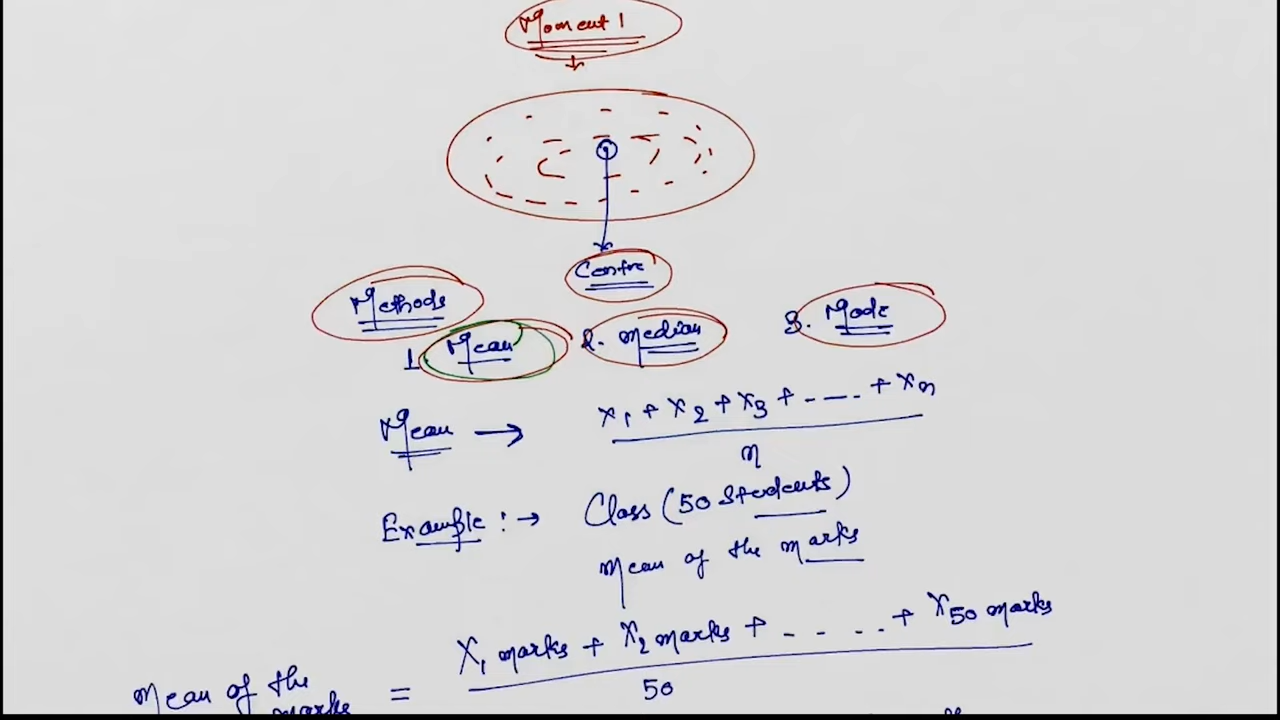 Moment 1
Centre
Methods
1. Mean 2. Median 3. Mode
Mean → x1 + x2 + x3 + ----- + xn
n
Example :→ Class (50 Students)
Mean of the marks
X1 marks + X2 marks + - - - .. + X50 marks
Mean of the marks =
50